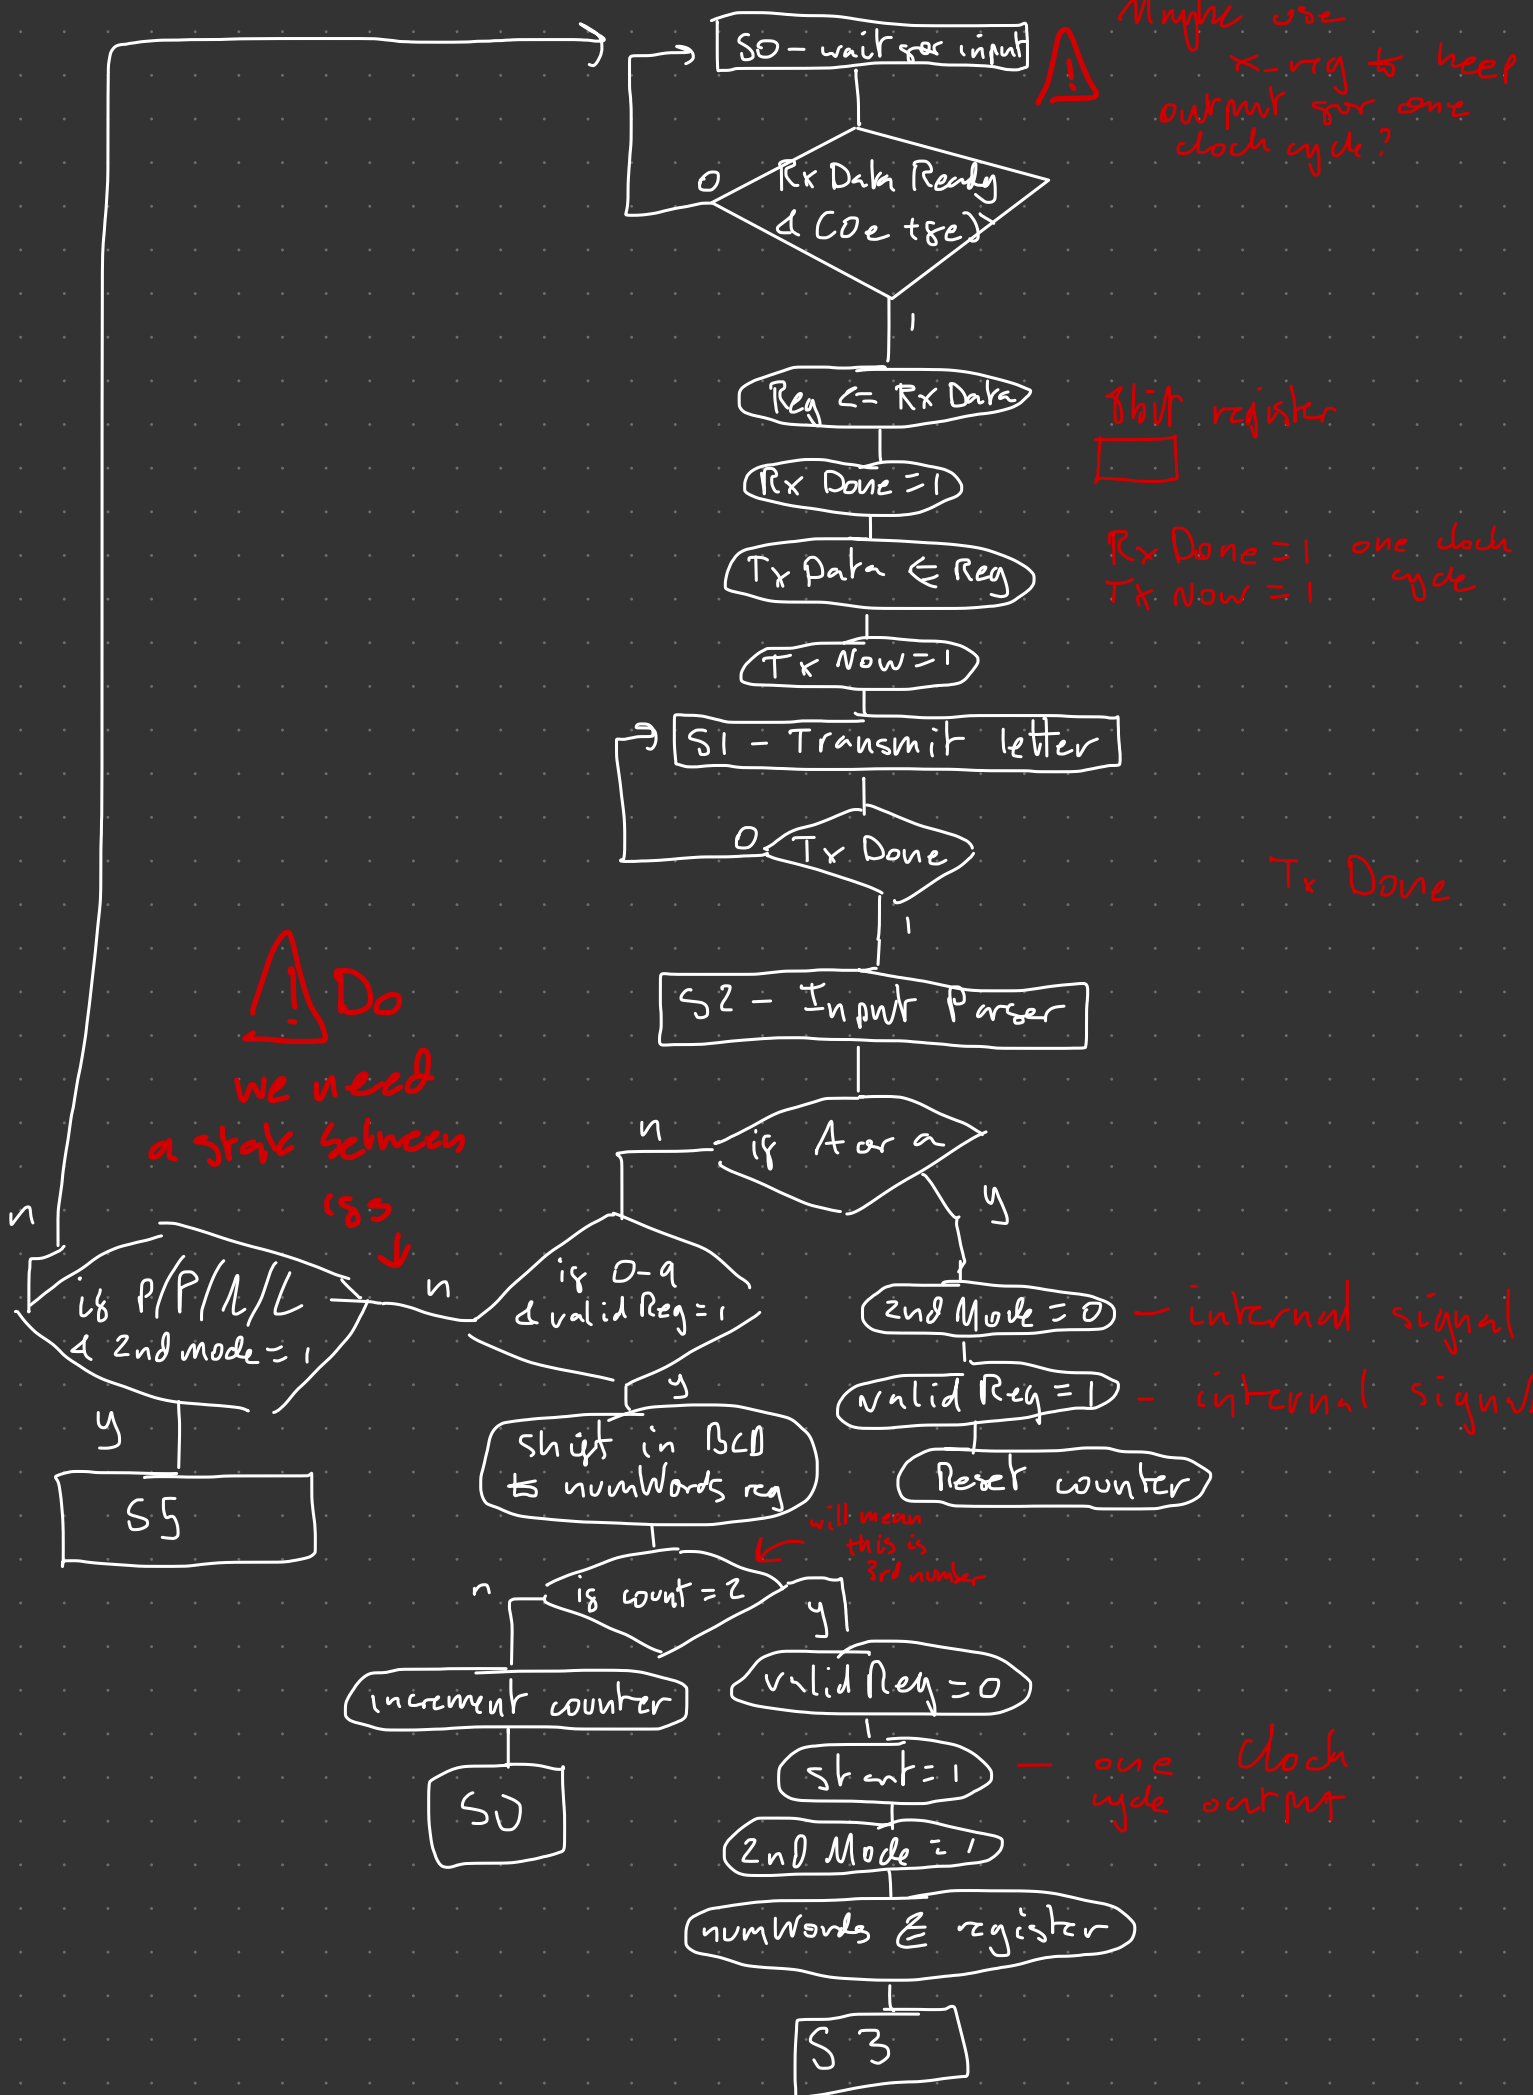 Maybe use
x_reg to keep
output for one
clock cycle?
S0 - wait for input
Rx Data Ready
& (Oe + fe)
0
1
Reg <= Rx Data
8bit register
Rx Done = 1
Tx Data <= Reg
Rx Done = 1 one clock
cycle
Tx Now = 1
Tx Now = 1
S1 - Transmit letter
0
Tx Done
Tx Done
1
S2 - Input Parser
! Do
we need
a state between
ifs
if A or a
n
y
if 0-9
& valid Reg = 1
n
y
if P/P/L/L
& 2nd mode = 1
n
y
S5
2nd Mode = 0 - internal signal
valid Reg = 1 - internal signal
Reset counter
shift in BCD
to numWords reg
will mean
this is
3rd number
if count = 2
n
y
increment counter
S0
valid Reg = 0
start = 1 - one clock
cycle output
2nd Mode = 1
numWords <= register
S3